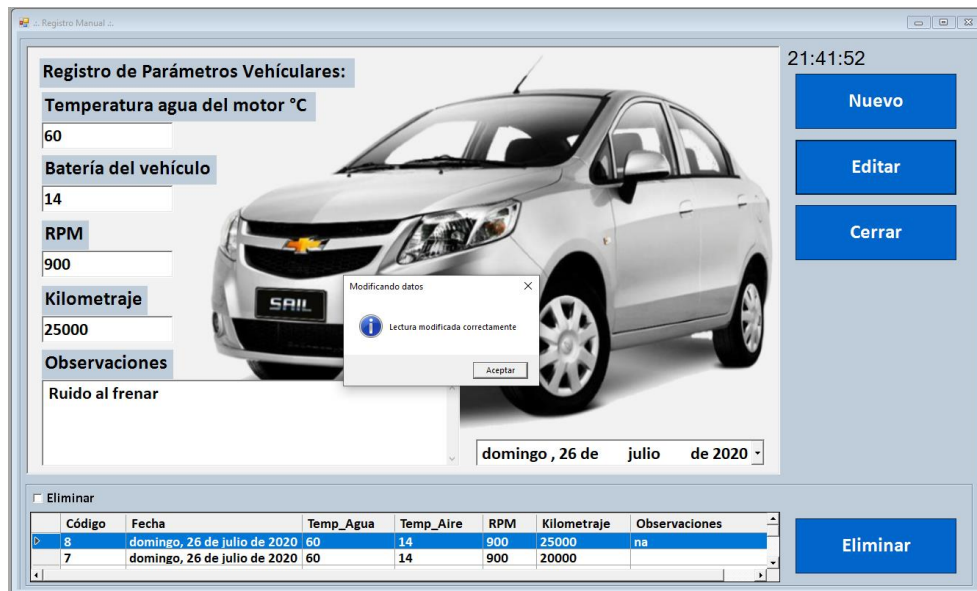 .:. Registro Manual .:.
21:41:52
Registro de Parámetros Vehículares:
Temperatura agua del motor °C
60
Batería del vehículo
14
RPM
900
Kilometraje
25000
Observaciones
Ruido al frenar
Nuevo
Editar
Cerrar
SAIL
Modificando datos
Lectura modificada correctamente
Aceptar
domingo , 26 de julio de 2020
Eliminar
Código Fecha Temp_Agua Temp_Aire RPM Kilometraje Observaciones
8 domingo, 26 de julio de 2020 60 14 900 25000 na
7 domingo, 26 de julio de 2020 60 14 900 20000
Eliminar